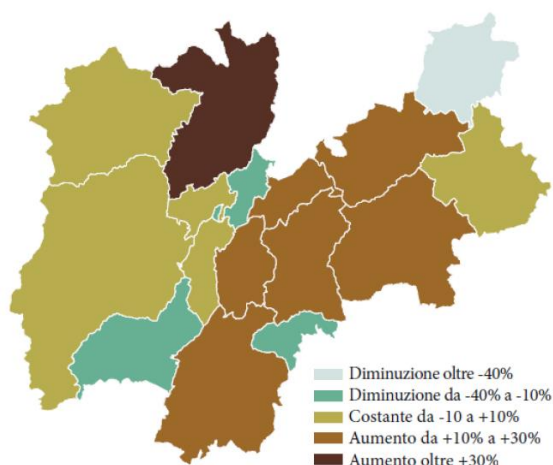 Diminuzione oltre -40%
Diminuzione da -40% a -10%
Costante da -10 a +10%
Aumento da +10% a +30%
Aumento oltre +30%